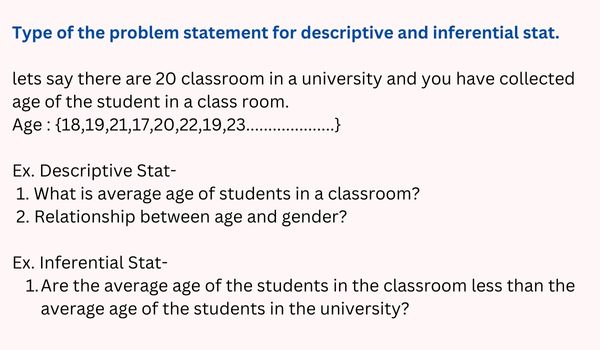 Type of the problem statement for descriptive and inferential stat.
lets say there are 20 classroom in a university and you have collected
age of the student in a class room.
Age : {18,19,21,17,20,22,19,23....................}
Ex. Descriptive Stat-
1. What is average age of students in a classroom?
2. Relationship between age and gender?
Ex. Inferential Stat-
1. Are the average age of the students in the classroom less than the
average age of the students in the university?